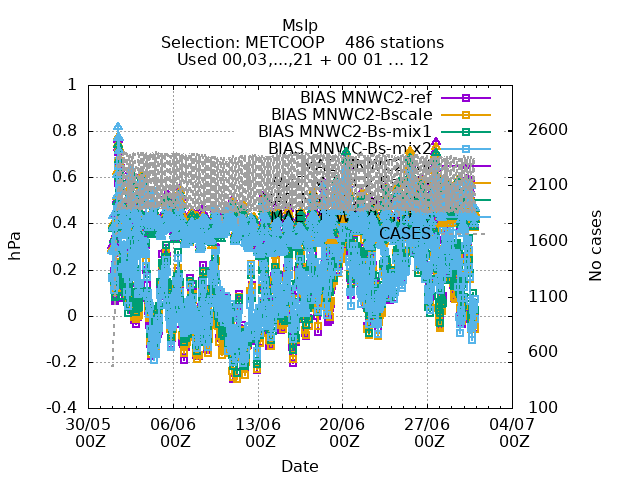 Mslp
Selection: METCOOP 486 stations
Used 00,03,...,21 + 00 01 ... 12
BIAS MNWC2-ref
BIAS MNWC2-Bscale
BIAS MNWC2-Bs-mix1
BIAS MNWC-Bs-mix2
MAE
CASES
1
0.8
0.6
0.4
0.2
0
-0.2
-0.4
hPa
2600
2100
1600
1100
600
100
No cases
30/05 00Z
06/06 00Z
13/06 00Z
20/06 00Z
27/06 00Z
04/07 00Z
Date